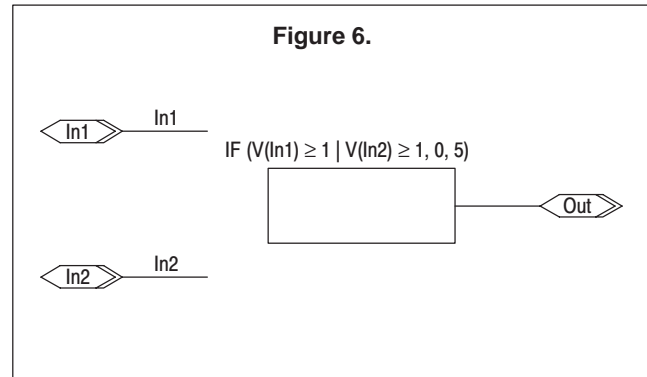 Figure 6.
In1 In1
IF (V(In1) ≥ 1 | V(In2) ≥ 1, 0, 5)
Out
In2 In2